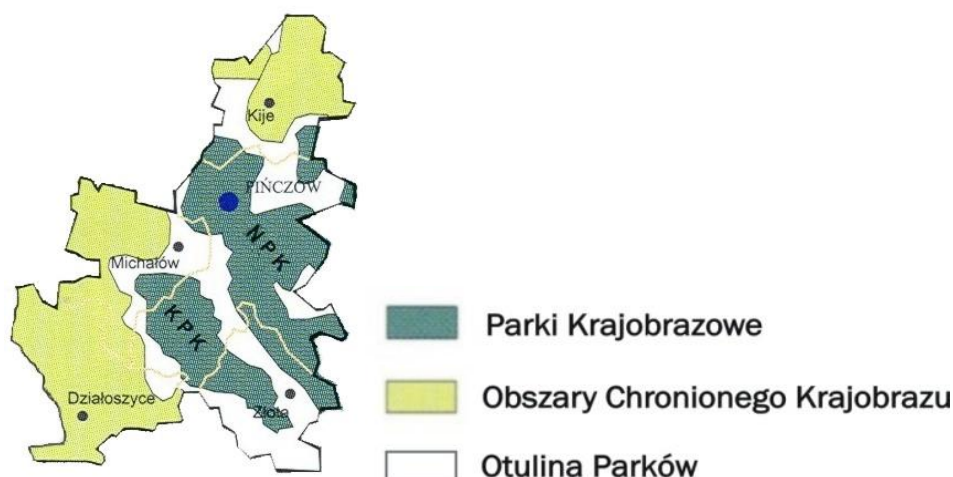 Kije
PIŃCZÓW
NPK
Michałów
KPK
Działoszyce
Złota
Parki Krajobrazowe
Obszary Chronionego Krajobrazu
Otulina Parków